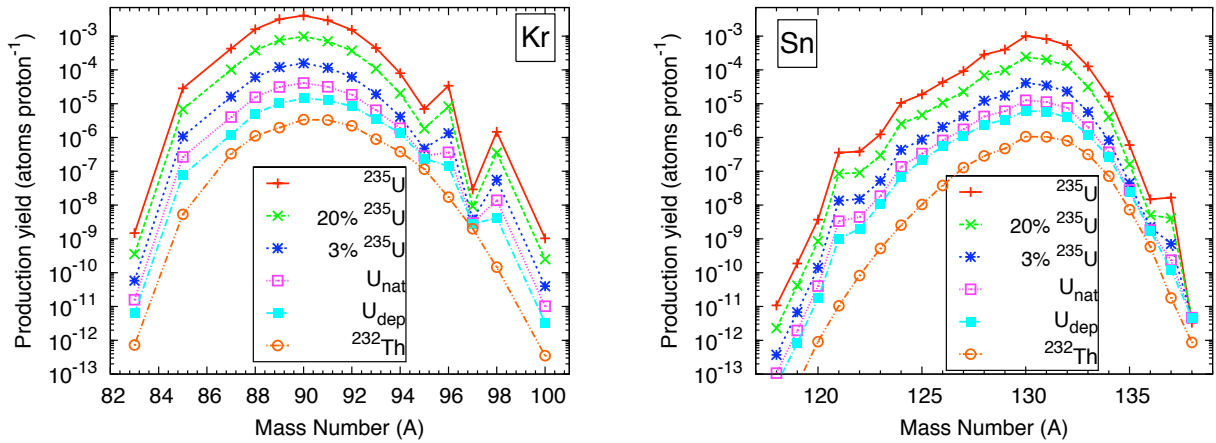 Production yield (atoms proton⁻¹)
10⁻³
10⁻⁴
10⁻⁵
10⁻⁶
10⁻⁷
10⁻⁸
10⁻⁹
10⁻¹⁰
10⁻¹¹
10⁻¹²
10⁻¹³
Kr
²³⁵U
20% ²³⁵U
3% ²³⁵U
U_nat
U_dep
²³²Th
82 84 86 88 90 92 94 96 98 100
Mass Number (A)
Production yield (atoms proton⁻¹)
10⁻³
10⁻⁴
10⁻⁵
10⁻⁶
10⁻⁷
10⁻⁸
10⁻⁹
10⁻¹⁰
10⁻¹¹
10⁻¹²
10⁻¹³
Sn
²³⁵U
20% ²³⁵U
3% ²³⁵U
U_nat
U_dep
²³²Th
120 125 130 135
Mass Number (A)